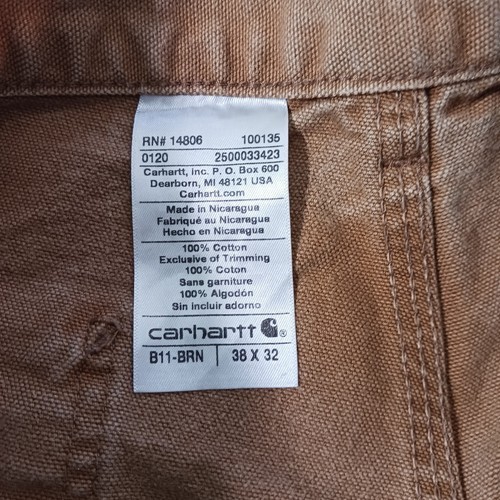 RN# 14806 100135
0120 2500033423
Carhartt, Inc. P. O. Box 600
Dearborn, MI 48121 USA
Carhartt.com
Made in Nicaragua
Fabriqué au Nicaragua
Hecho en Nicaragua
100% Cotton
Exclusive of Trimming
100% Coton
Sans garniture
100% Algodón
Sin incluir adorno
carhartt ®
B11-BRN 38 X 32